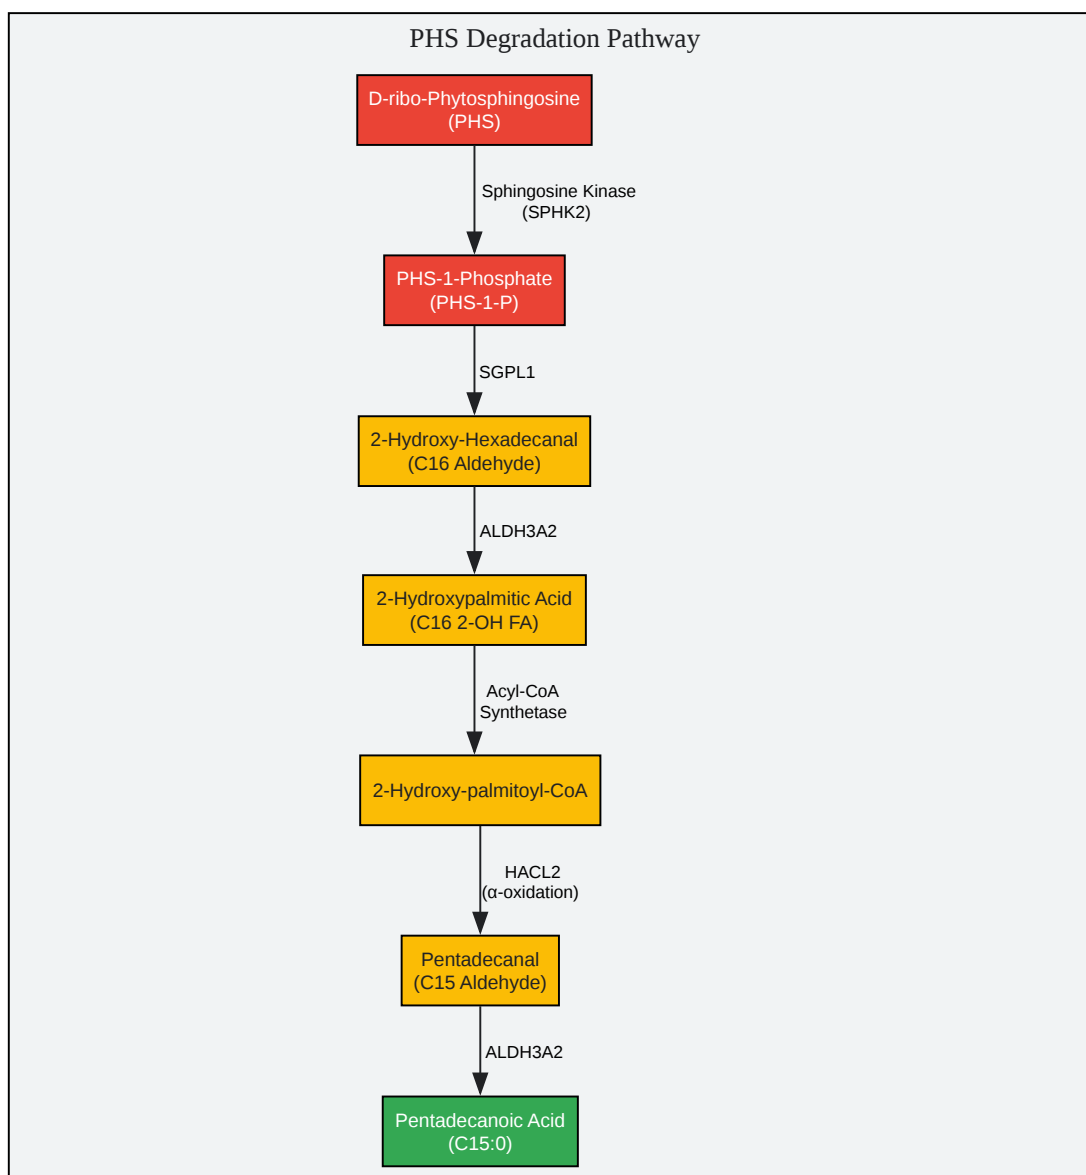 PHS Degradation Pathway
D-ribo-Phytosphingosine
(PHS)
Sphingosine Kinase
(SPHK2)
PHS-1-Phosphate
(PHS-1-P)
SGPL1
2-Hydroxy-Hexadecanal
(C16 Aldehyde)
ALDH3A2
2-Hydroxypalmitic Acid
(C16 2-OH FA)
Acyl-CoA
Synthetase
2-Hydroxy-palmitoyl-CoA
HACL2
(α-oxidation)
Pentadecanal
(C15 Aldehyde)
ALDH3A2
Pentadecanoic Acid
(C15:0)